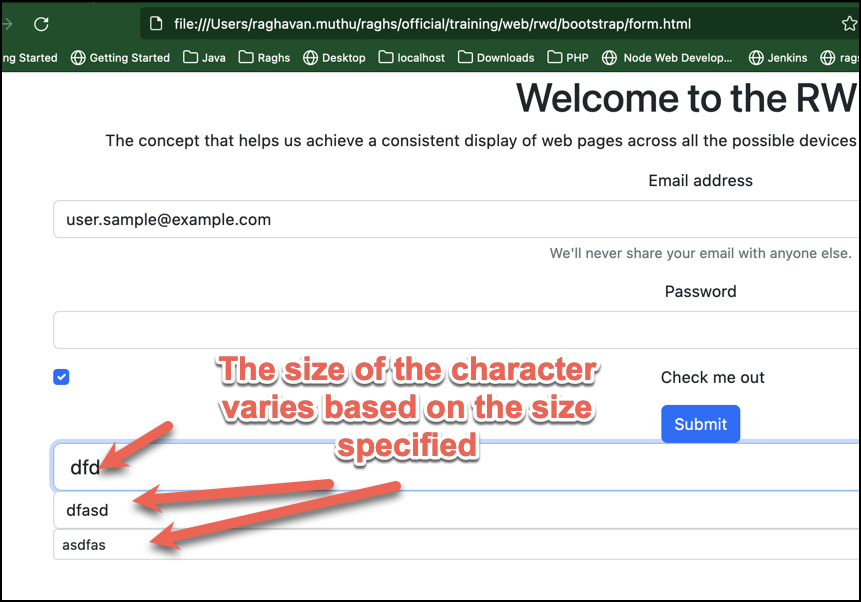 file:///Users/raghavan.muthu/raghs/official/training/web/rwd/bootstrap/form.html
ng Started Getting Started Java Raghs Desktop localhost Downloads PHP Node Web Develop... Jenkins rags
Welcome to the RW
The concept that helps us achieve a consistent display of web pages across all the possible devices
Email address
user.sample@example.com
We'll never share your email with anyone else.
Password
The size of the character
varies based on the size
specified
Check me out
Submit
dfd
dfasd
asdfas